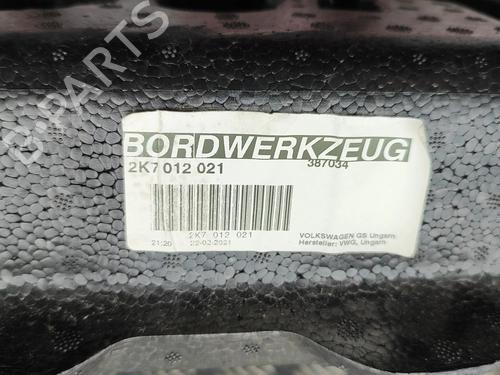 B-PARTS
BORDWERKZEUG
387034
2K7 012 021
2K7 012 021
21:20 22-02-2021
VOLKSWAGEN GS Ungarn
Hersteller: VWG, Ungarn